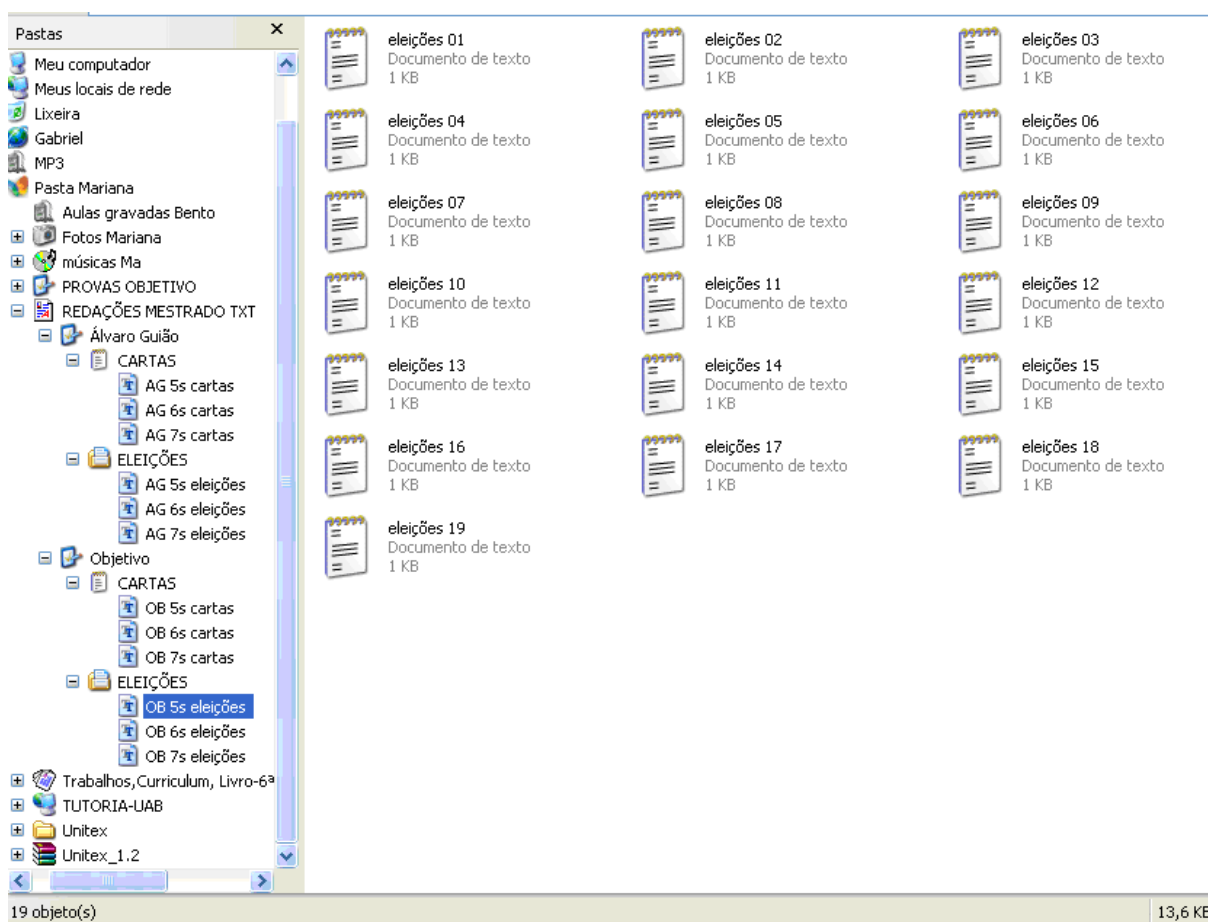 Pastas
Meu computador
Meus locais de rede
Lixeira
Gabriel
MP3
Pasta Mariana
Aulas gravadas Bento
Fotos Mariana
músicas Ma
PROVAS OBJETIVO
REDAÇÕES MESTRADO TXT
Álvaro Guião
CARTAS
AG 5s cartas
AG 6s cartas
AG 7s cartas
ELEIÇÕES
AG 5s eleições
AG 6s eleições
AG 7s eleições
Objetivo
CARTAS
OB 5s cartas
OB 6s cartas
OB 7s cartas
ELEIÇÕES
OB 5s eleições
OB 6s eleições
OB 7s eleições
Trabalhos,Curriculum, Livro-6ª
TUTORIA-UAB
Unitex
Unitex_1.2
eleições 01
Documento de texto
1 KB
eleições 02
Documento de texto
1 KB
eleições 03
Documento de texto
1 KB
eleições 04
Documento de texto
1 KB
eleições 05
Documento de texto
1 KB
eleições 06
Documento de texto
1 KB
eleições 07
Documento de texto
1 KB
eleições 08
Documento de texto
1 KB
eleições 09
Documento de texto
1 KB
eleições 10
Documento de texto
1 KB
eleições 11
Documento de texto
1 KB
eleições 12
Documento de texto
1 KB
eleições 13
Documento de texto
1 KB
eleições 14
Documento de texto
1 KB
eleições 15
Documento de texto
1 KB
eleições 16
Documento de texto
1 KB
eleições 17
Documento de texto
1 KB
eleições 18
Documento de texto
1 KB
eleições 19
Documento de texto
1 KB
19 objeto(s)
13,6 KB